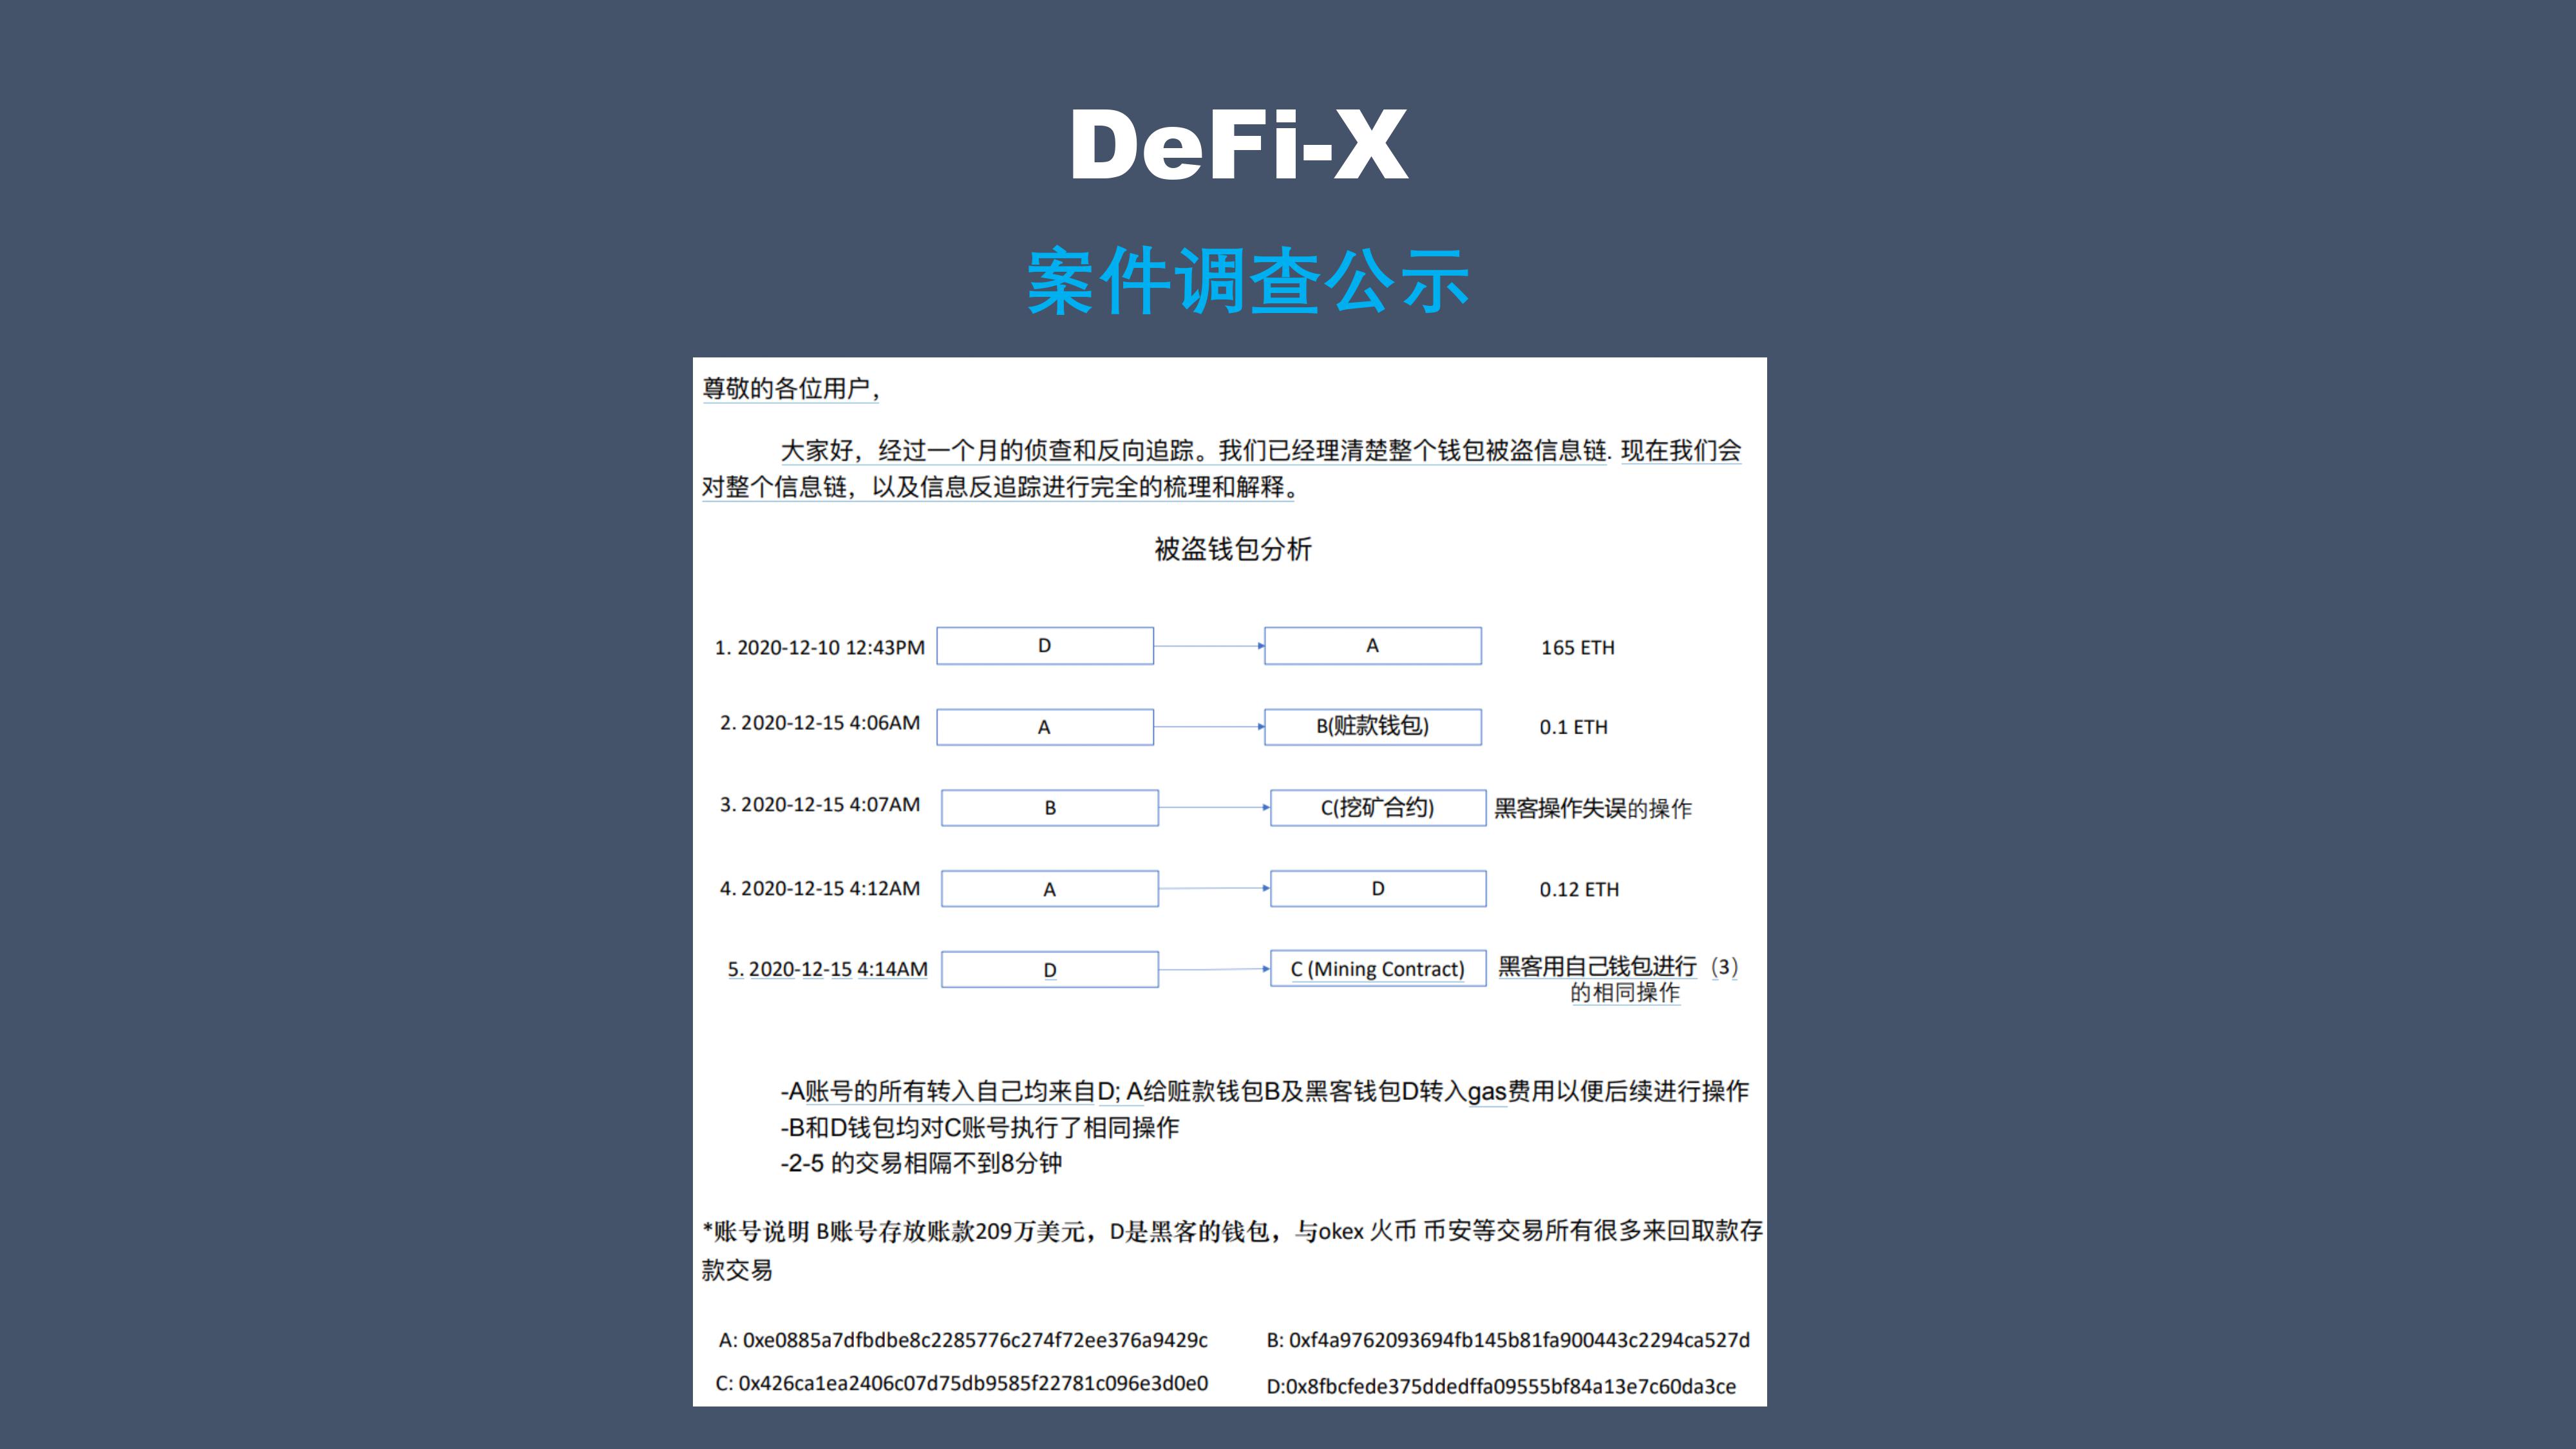 DeFi-X
案件调查公示
尊敬的各位用户，
大家好，经过一个月的侦查和反向追踪。我们已经理清楚整个钱包被盗信息链. 现在我们会
对整个信息链，以及信息反追踪进行完全的梳理和解释。
被盗钱包分析
1. 2020-12-10 12:43PM D A 165 ETH
2. 2020-12-15 4:06AM A B(赃款钱包) 0.1 ETH
3. 2020-12-15 4:07AM B C(挖矿合约) 黑客操作失误的操作
4. 2020-12-15 4:12AM A D 0.12 ETH
5. 2020-12-15 4:14AM D C (Mining Contract) 黑客用自己钱包进行（3）
的相同操作
-A账号的所有转入自己均来自D; A给赃款钱包B及黑客钱包D转入gas费用以便后续进行操作
-B和D钱包均对C账号执行了相同操作
-2-5 的交易相隔不到8分钟
*账号说明 B账号存放账款209万美元，D是黑客的钱包，与okex 火币 币安等交易所有很多来回取款存
款交易
A: 0xe0885a7dfbdbe8c2285776c274f72ee376a9429c B: 0xf4a9762093694fb145b81fa900443c2294ca527d
C: 0x426ca1ea2406c07d75db9585f22781c096e3d0e0 D:0x8fbcfede375ddedffa09555bf84a13e7c60da3ce